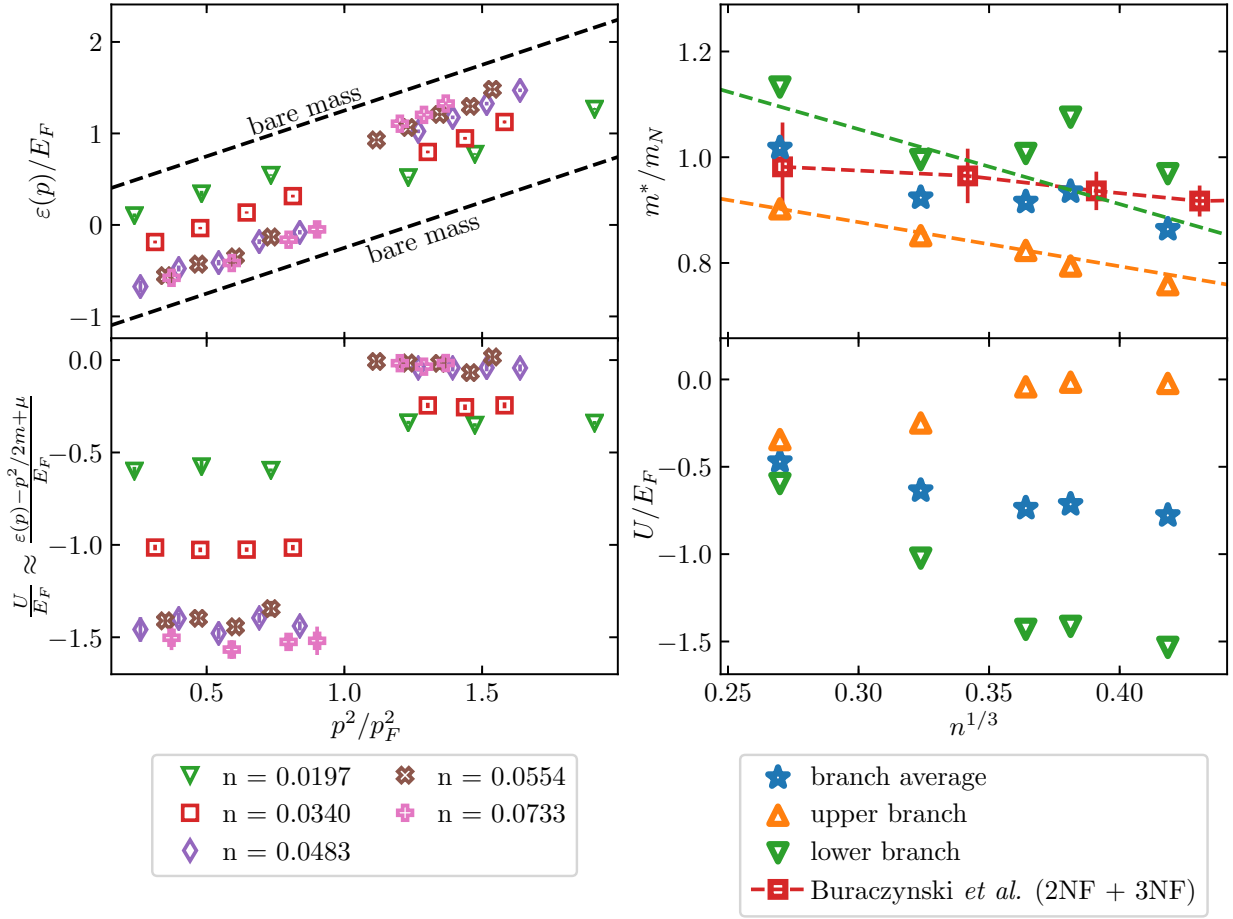 2
1
0
−1
ε(p)/E_F
bare mass
bare mass
1.2
1.0
0.8
m*/m_N
0.0
−0.5
−1.0
−1.5
U/E_F ≈ ε(p)−p²/2m+μ/E_F
0.5
1.0
1.5
p²/p_F²
0.0
−0.5
−1.0
−1.5
U/E_F
0.25
0.30
0.35
0.40
n^{1/3}
n = 0.0197
n = 0.0340
n = 0.0483
n = 0.0554
n = 0.0733
branch average
upper branch
lower branch
Buraczynski et al. (2NF + 3NF)